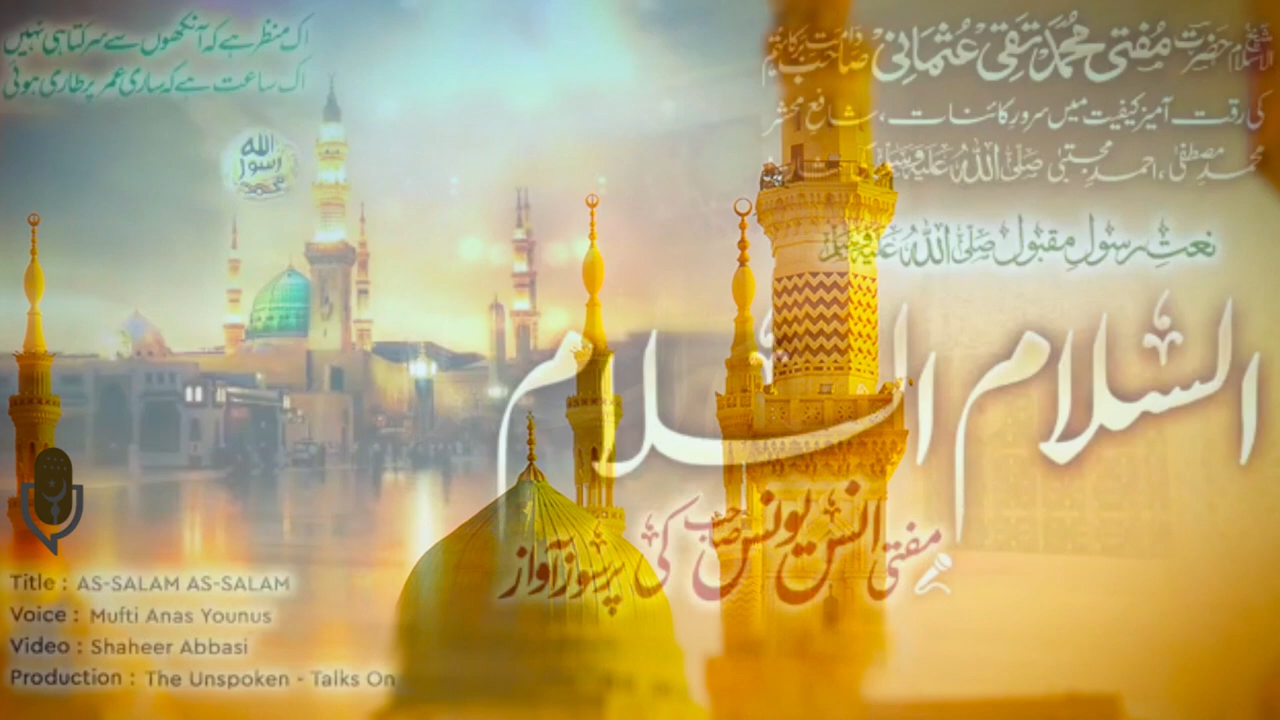 اک منظر ہے کہ آنکھوں سے سرکتا ہی نہیں
اک ساعت ہے کہ ساری عمر پر طاری ہوئی
شیخ الاسلام حضرت مفتی محمد تقی عثمانی صاحب دامت برکاتہم
کی رقت آمیز کیفیت میں سرور کائنات، شافع محشر
محمد مصطفیٰ، احمد مجتبیٰ صلی اللہ علیہ وسلم
نعتِ رسولِ مقبول صلی اللہ علیہ وسلم
الله
رسول
محمد
السلام السلام
مفتی انس یونس صاحب کی پرسوز آواز
Title : AS-SALAM AS-SALAM
Voice : Mufti Anas Younus
Video : Shaheer Abbasi
Production : The Unspoken - Talks On